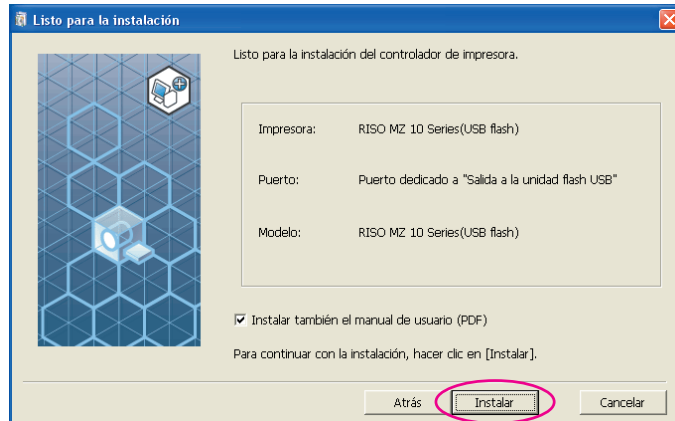 Listo para la instalación
Listo para la instalación del controlador de impresora.
Impresora: RISO MZ 10 Series(USB flash)
Puerto: Puerto dedicado a "Salida a la unidad flash USB"
Modelo: RISO MZ 10 Series(USB flash)
Instalar también el manual de usuario (PDF)
Para continuar con la instalación, hacer clic en [Instalar].
Atrás Instalar Cancelar